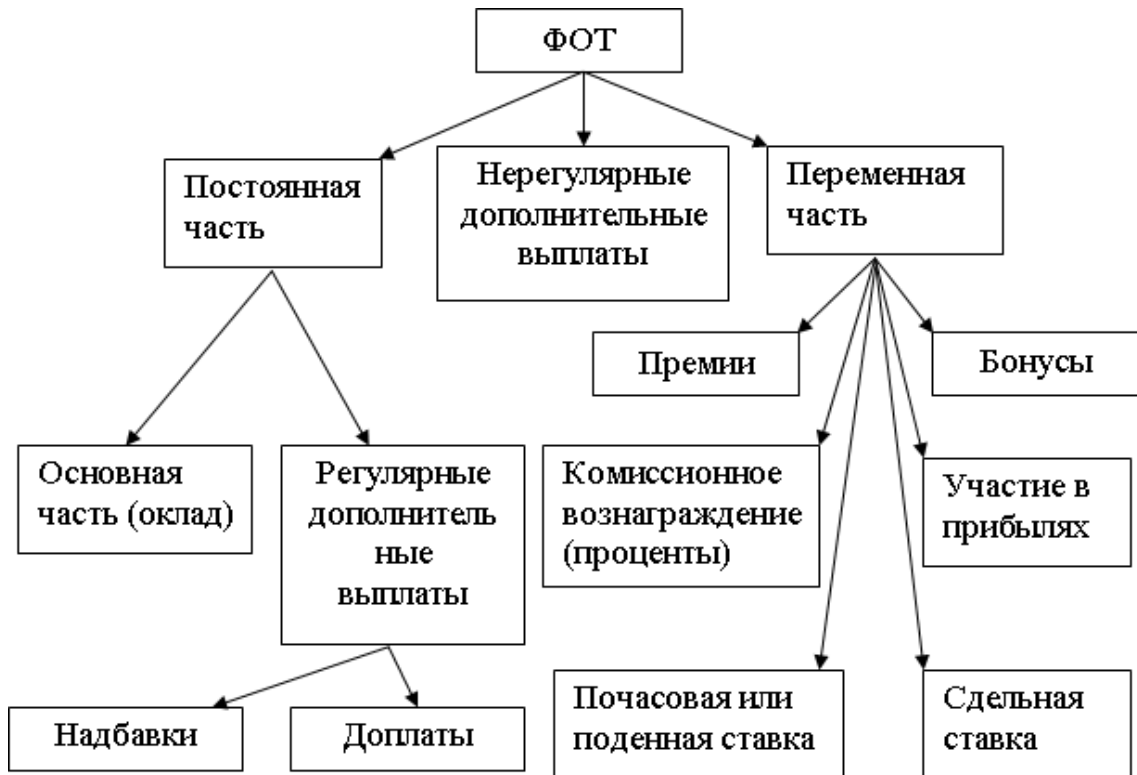 ФОТ
Постоянная
часть
Нерегулярные
дополнительные
выплаты
Переменная
часть
Премии
Бонусы
Основная
часть (оклад)
Регулярные
дополнитель
ные
выплаты
Комиссионное
вознаграждение
(проценты)
Участие в
прибылях
Надбавки
Доплаты
Почасовая или
поденная ставка
Сдельная
ставка